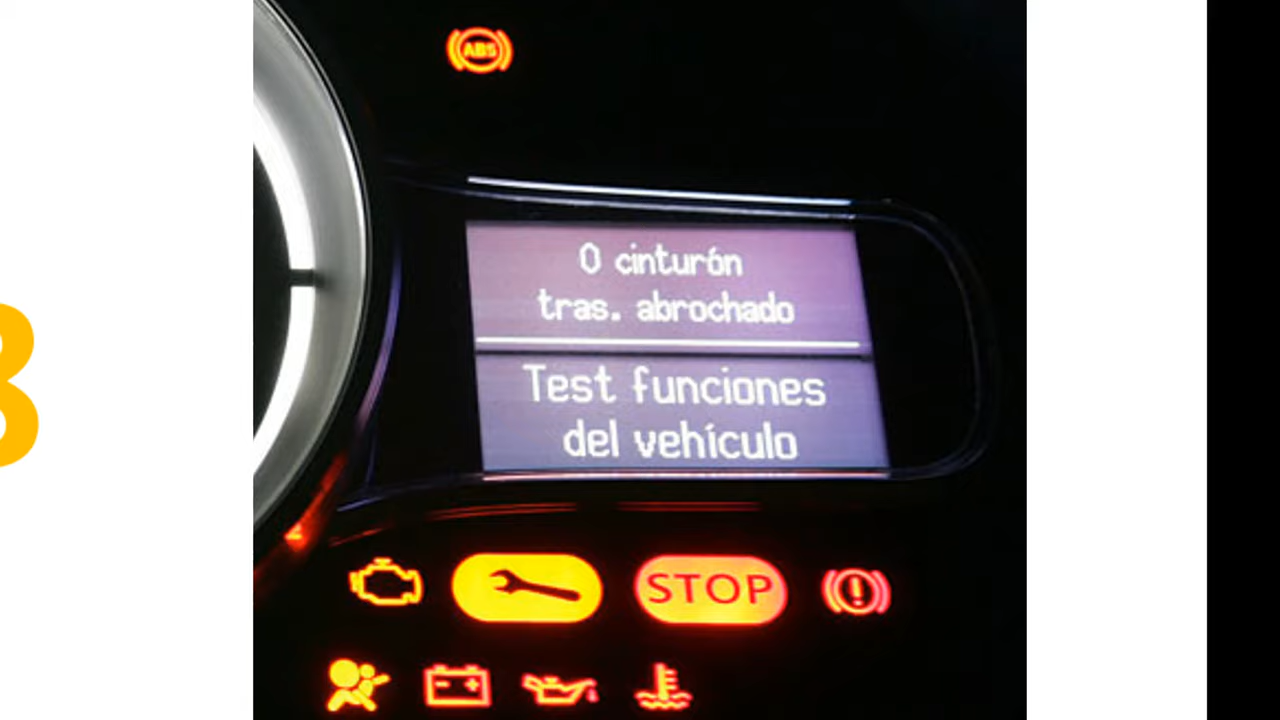 ABS
0 cinturón
tras. abrochado
Test funciones
del vehículo
STOP